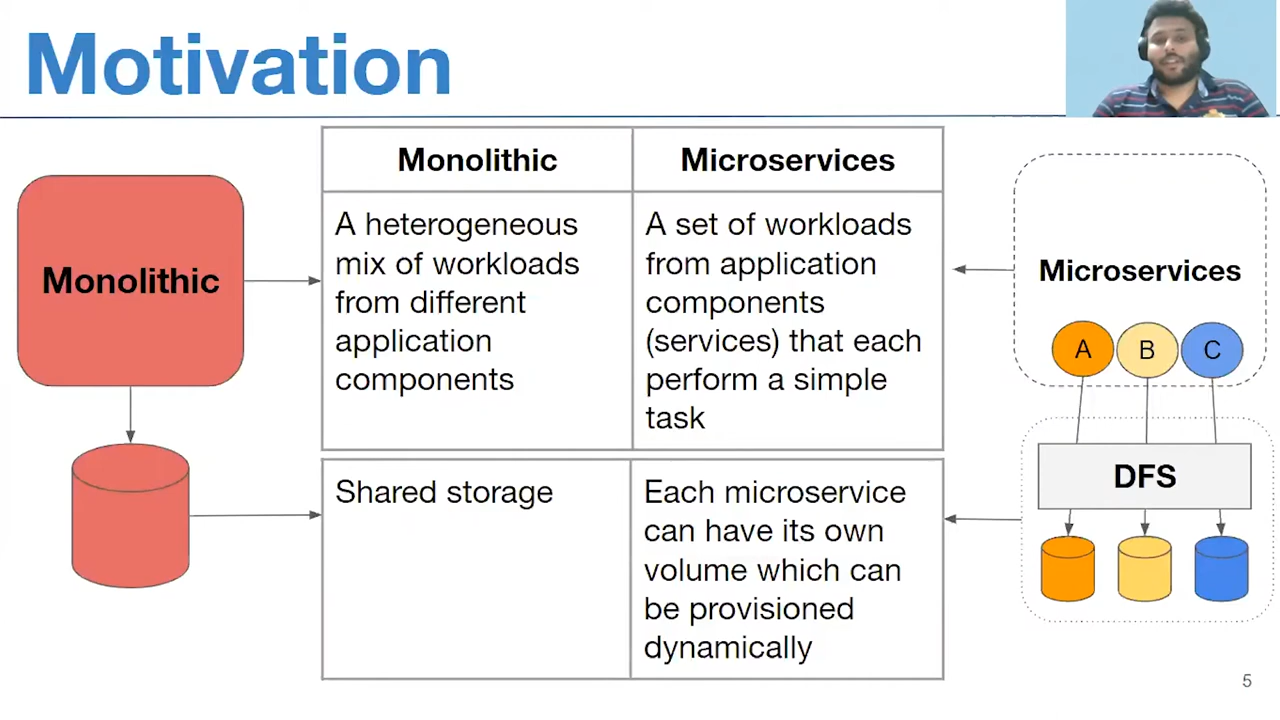 Motivation
Monolithic
Microservices
Monolithic
A heterogeneous
mix of workloads
from different
application
components
A set of workloads
from application
components
(services) that each
perform a simple
task
Microservices
A
B
C
Shared storage
Each microservice
can have its own
volume which can
be provisioned
dynamically
DFS
5